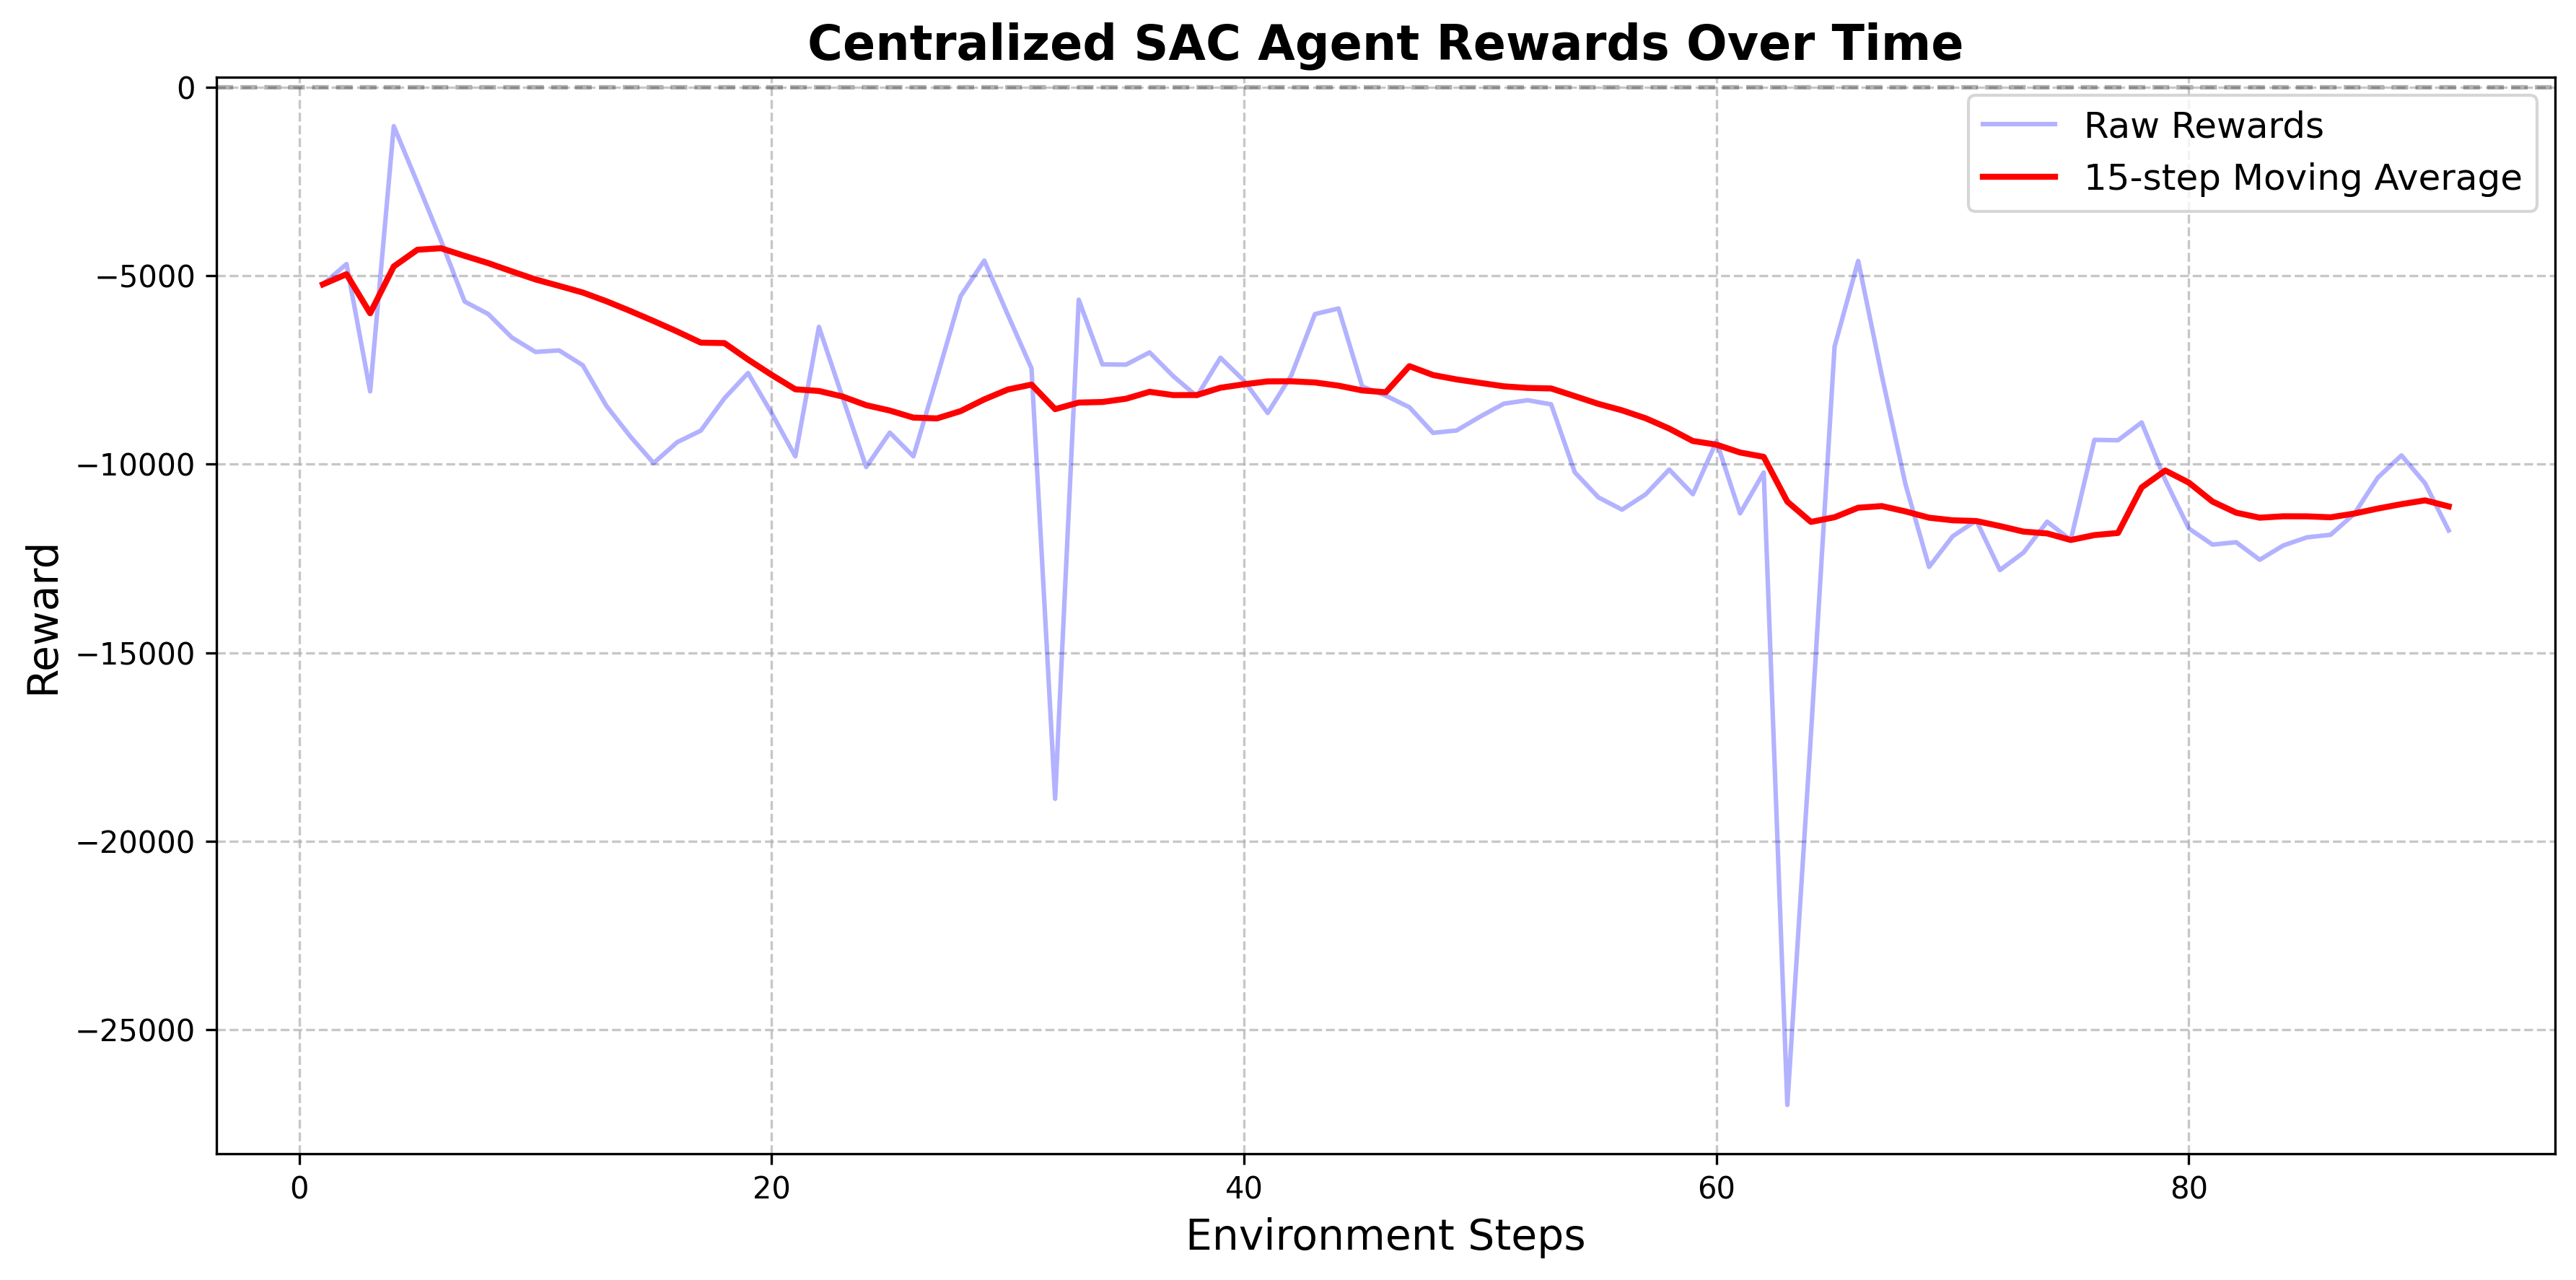 Centralized SAC Agent Rewards Over Time
Raw Rewards
15-step Moving Average
Reward
0
−5000
−10000
−15000
−20000
−25000
0
20
40
60
80
Environment Steps